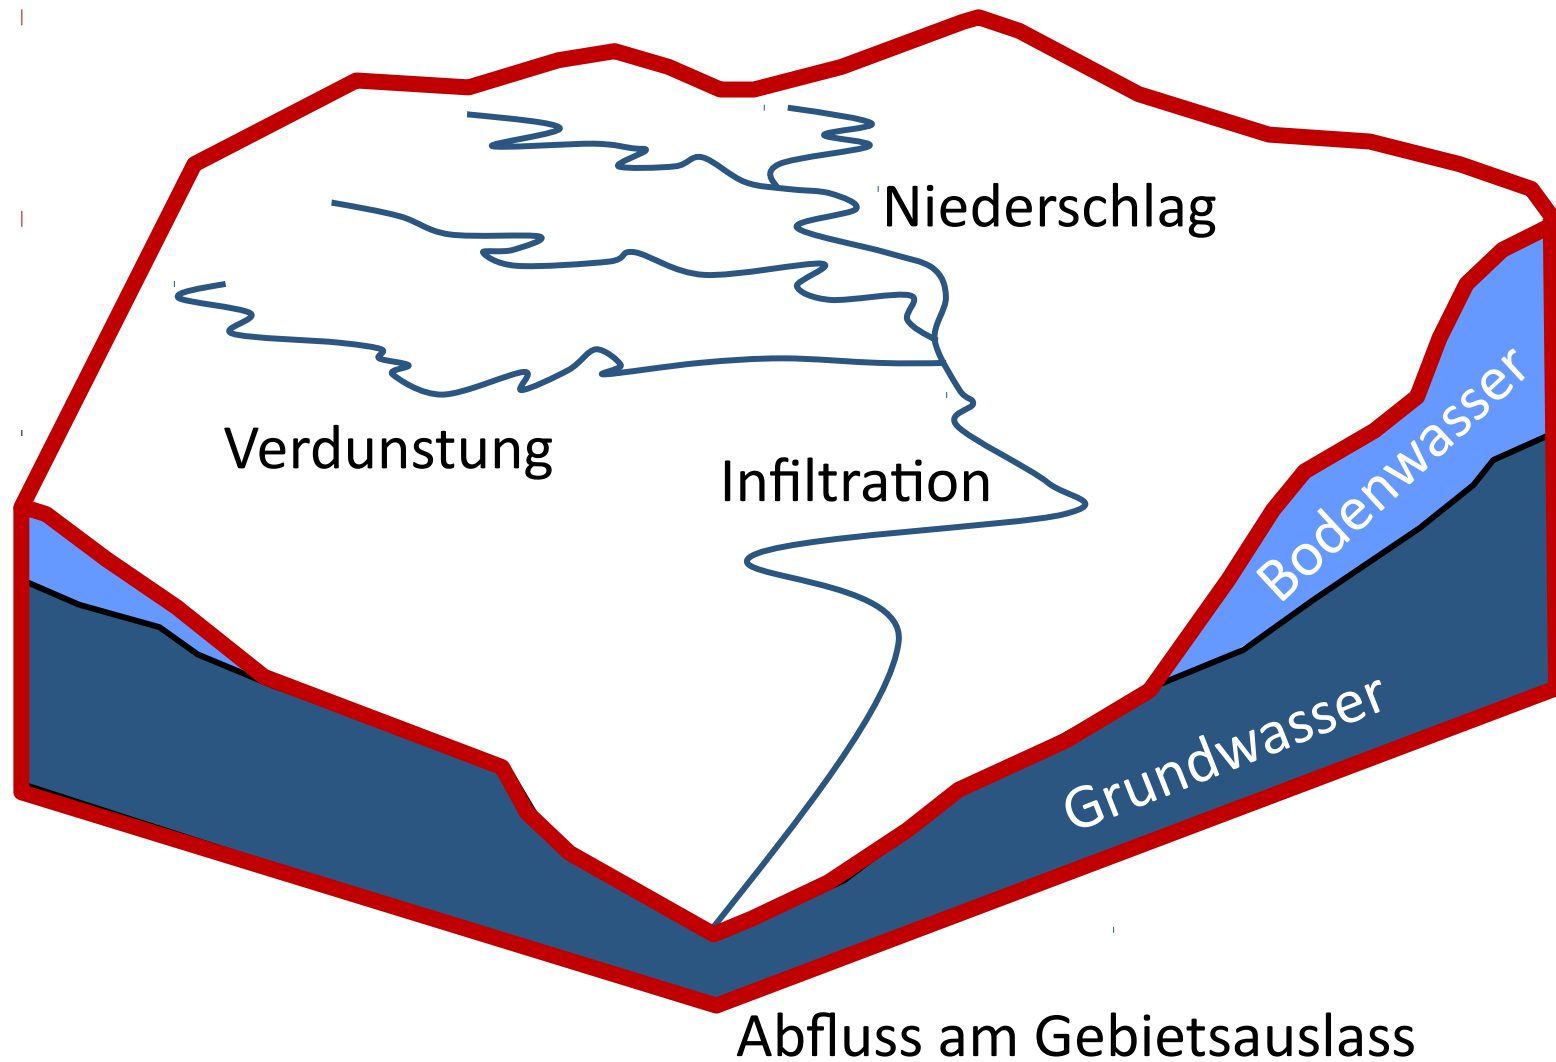 Niederschlag
Verdunstung
Infiltration
Bodenwasser
Grundwasser
Abfluss am Gebietsauslass